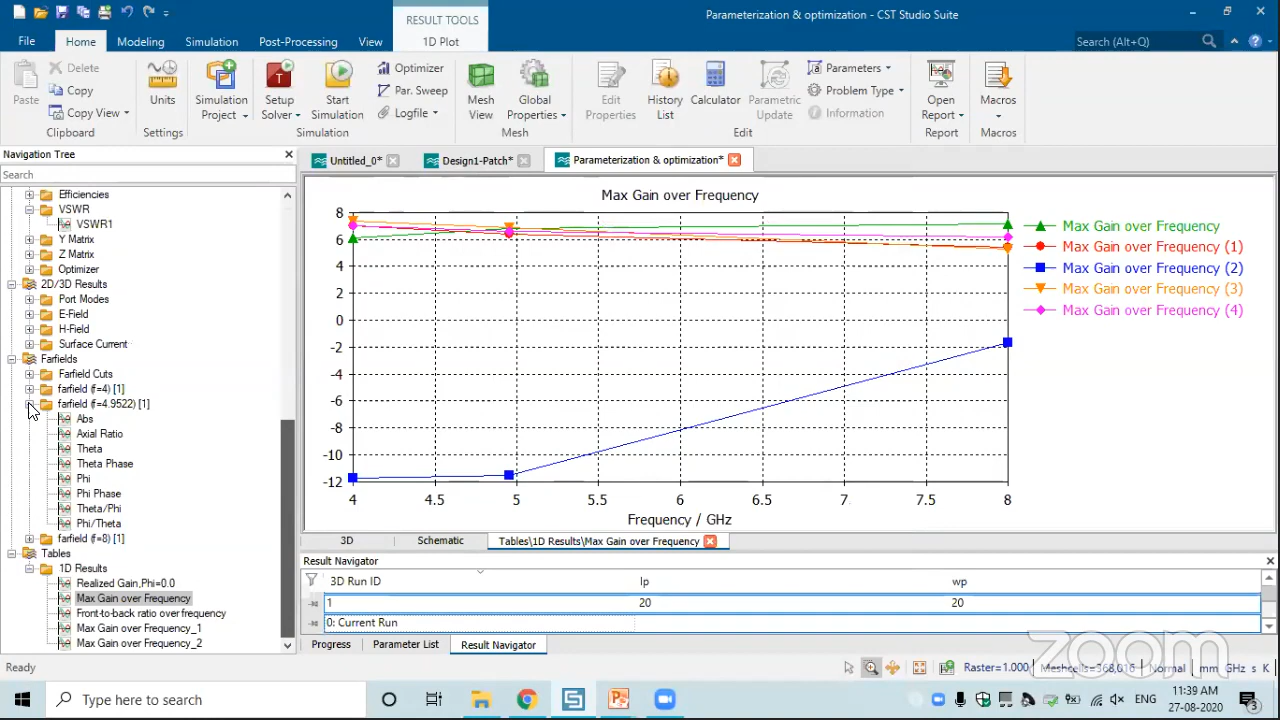 RESULT TOOLS
Parameterization & optimization - CST Studio Suite
File Home Modeling Simulation Post-Processing View 1D Plot Search (Alt+Q)
Paste Delete Copy Copy View
Units
Simulation Project
Setup Solver
Start Simulation
Optimizer
Par. Sweep
Logfile
Mesh View
Global Properties
Edit Properties
History List
Calculator
Parametric Update
Parameters
Problem Type
Information
Open Report
Macros
Clipboard Settings Simulation Mesh Edit Report Macros
Navigation Tree
Untitled_0* Design1-Patch* Parameterization & optimization*
Search
Efficiencies
VSWR
VSWR1
Y Matrix
Z Matrix
Optimizer
2D/3D Results
Port Modes
E-Field
H-Field
Surface Current
Farfields
Farfield Cuts
farfield (f=4) [1]
farfield (f=4.9522) [1]
Abs
Axial Ratio
Theta
Theta Phase
Phi
Phi Phase
Theta/Phi
Phi/Theta
farfield (f=8) [1]
Tables
1D Results
Realized Gain,Phi=0.0
Max Gain over Frequency
Front-to-back ratio over frequency
Max Gain over Frequency_1
Max Gain over Frequency_2
Max Gain over Frequency
8
6
4
2
0
-2
-4
-6
-8
-10
-12
4 4.5 5 5.5 6 6.5 7 7.5 8
Frequency / GHz
Max Gain over Frequency
Max Gain over Frequency (1)
Max Gain over Frequency (2)
Max Gain over Frequency (3)
Max Gain over Frequency (4)
3D Schematic Tables\1D Results\Max Gain over Frequency
Result Navigator
3D Run ID lp wp
1 20 20
0: Current Run
Progress Parameter List Result Navigator
zoom
Ready Raster=1.000 Meshcells=368,016 Normal mm GHz s K
Type here to search
ENG
11:39 AM
27-08-2020
3